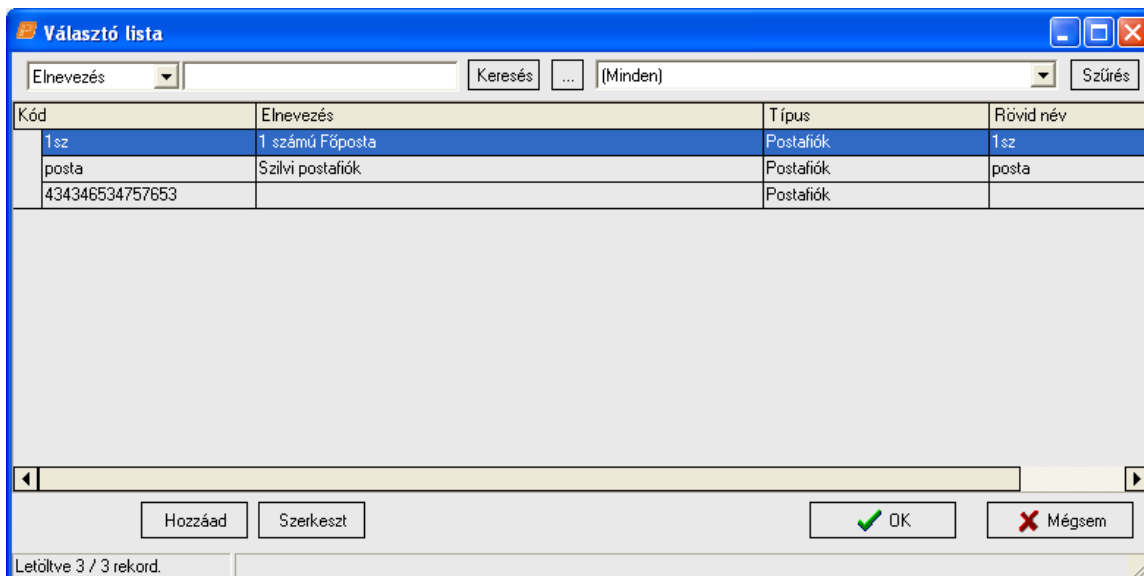 Választó lista
Elnevezés Keresés ... (Minden) Szűrés
Kód Elnevezés Típus Rövid név
1sz 1 számú Főposta Postafiók 1sz
posta Szilvi postafiók Postafiók posta
434346534757653 Postafiók
Hozzáad Szerkeszt OK Mégsem
Letöltve 3 / 3 rekord.